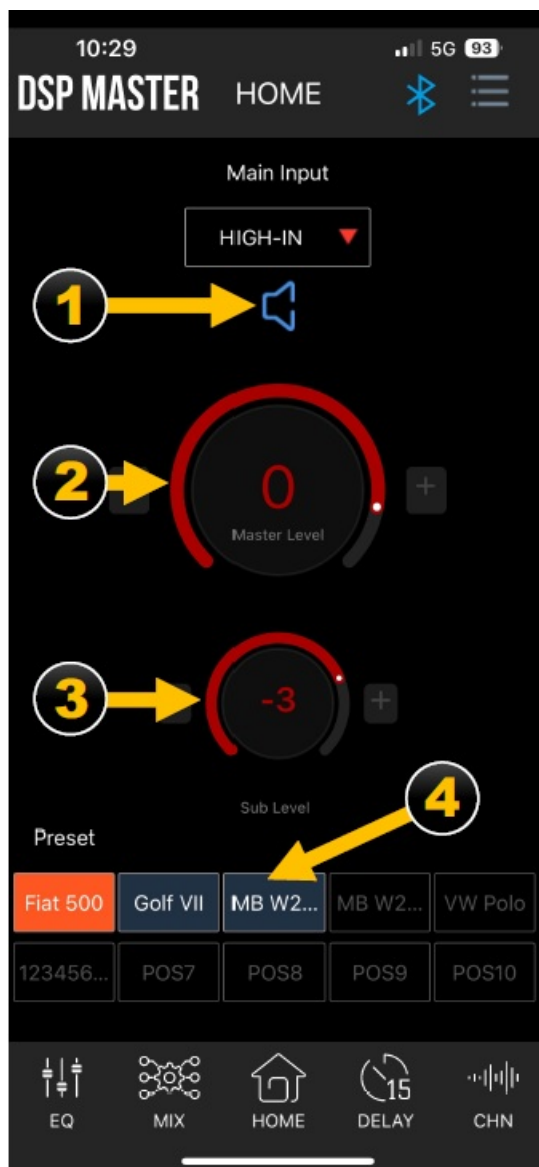 10:29 5G 93
DSP MASTER HOME
Main Input
HIGH-IN
1
2
0
+
Master Level
3
-3
+
Sub Level
4
Preset
Fiat 500 Golf VII MB W2... MB W2... VW Polo
123456... POS7 POS8 POS9 POS10
15
EQ MIX HOME DELAY CHN